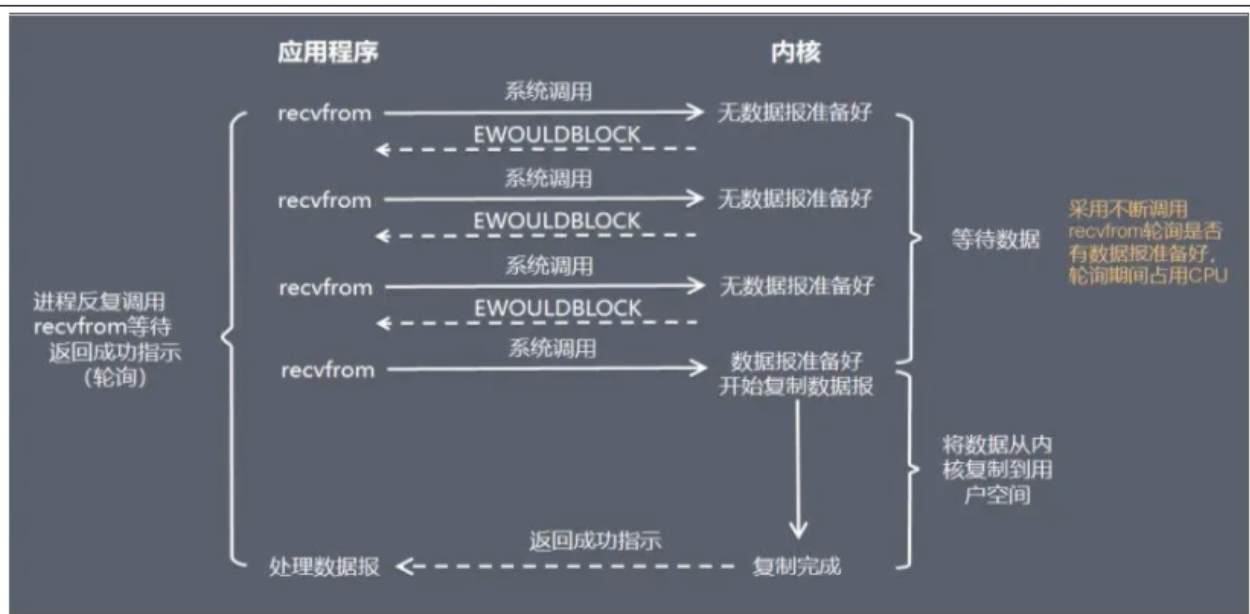 应用程序
内核
系统调用
recvfrom
无数据报准备好
EWOULDBLOCK
系统调用
recvfrom
无数据报准备好
EWOULDBLOCK
系统调用
recvfrom
无数据报准备好
EWOULDBLOCK
系统调用
recvfrom
数据报准备好
开始复制数据报
进程反复调用
recvfrom等待
返回成功指示
（轮询）
等待数据
采用不断调用
recvfrom轮询是否
有数据报准备好，
轮询期间占用CPU
将数据从内
核复制到用
户空间
返回成功指示
处理数据报
复制完成